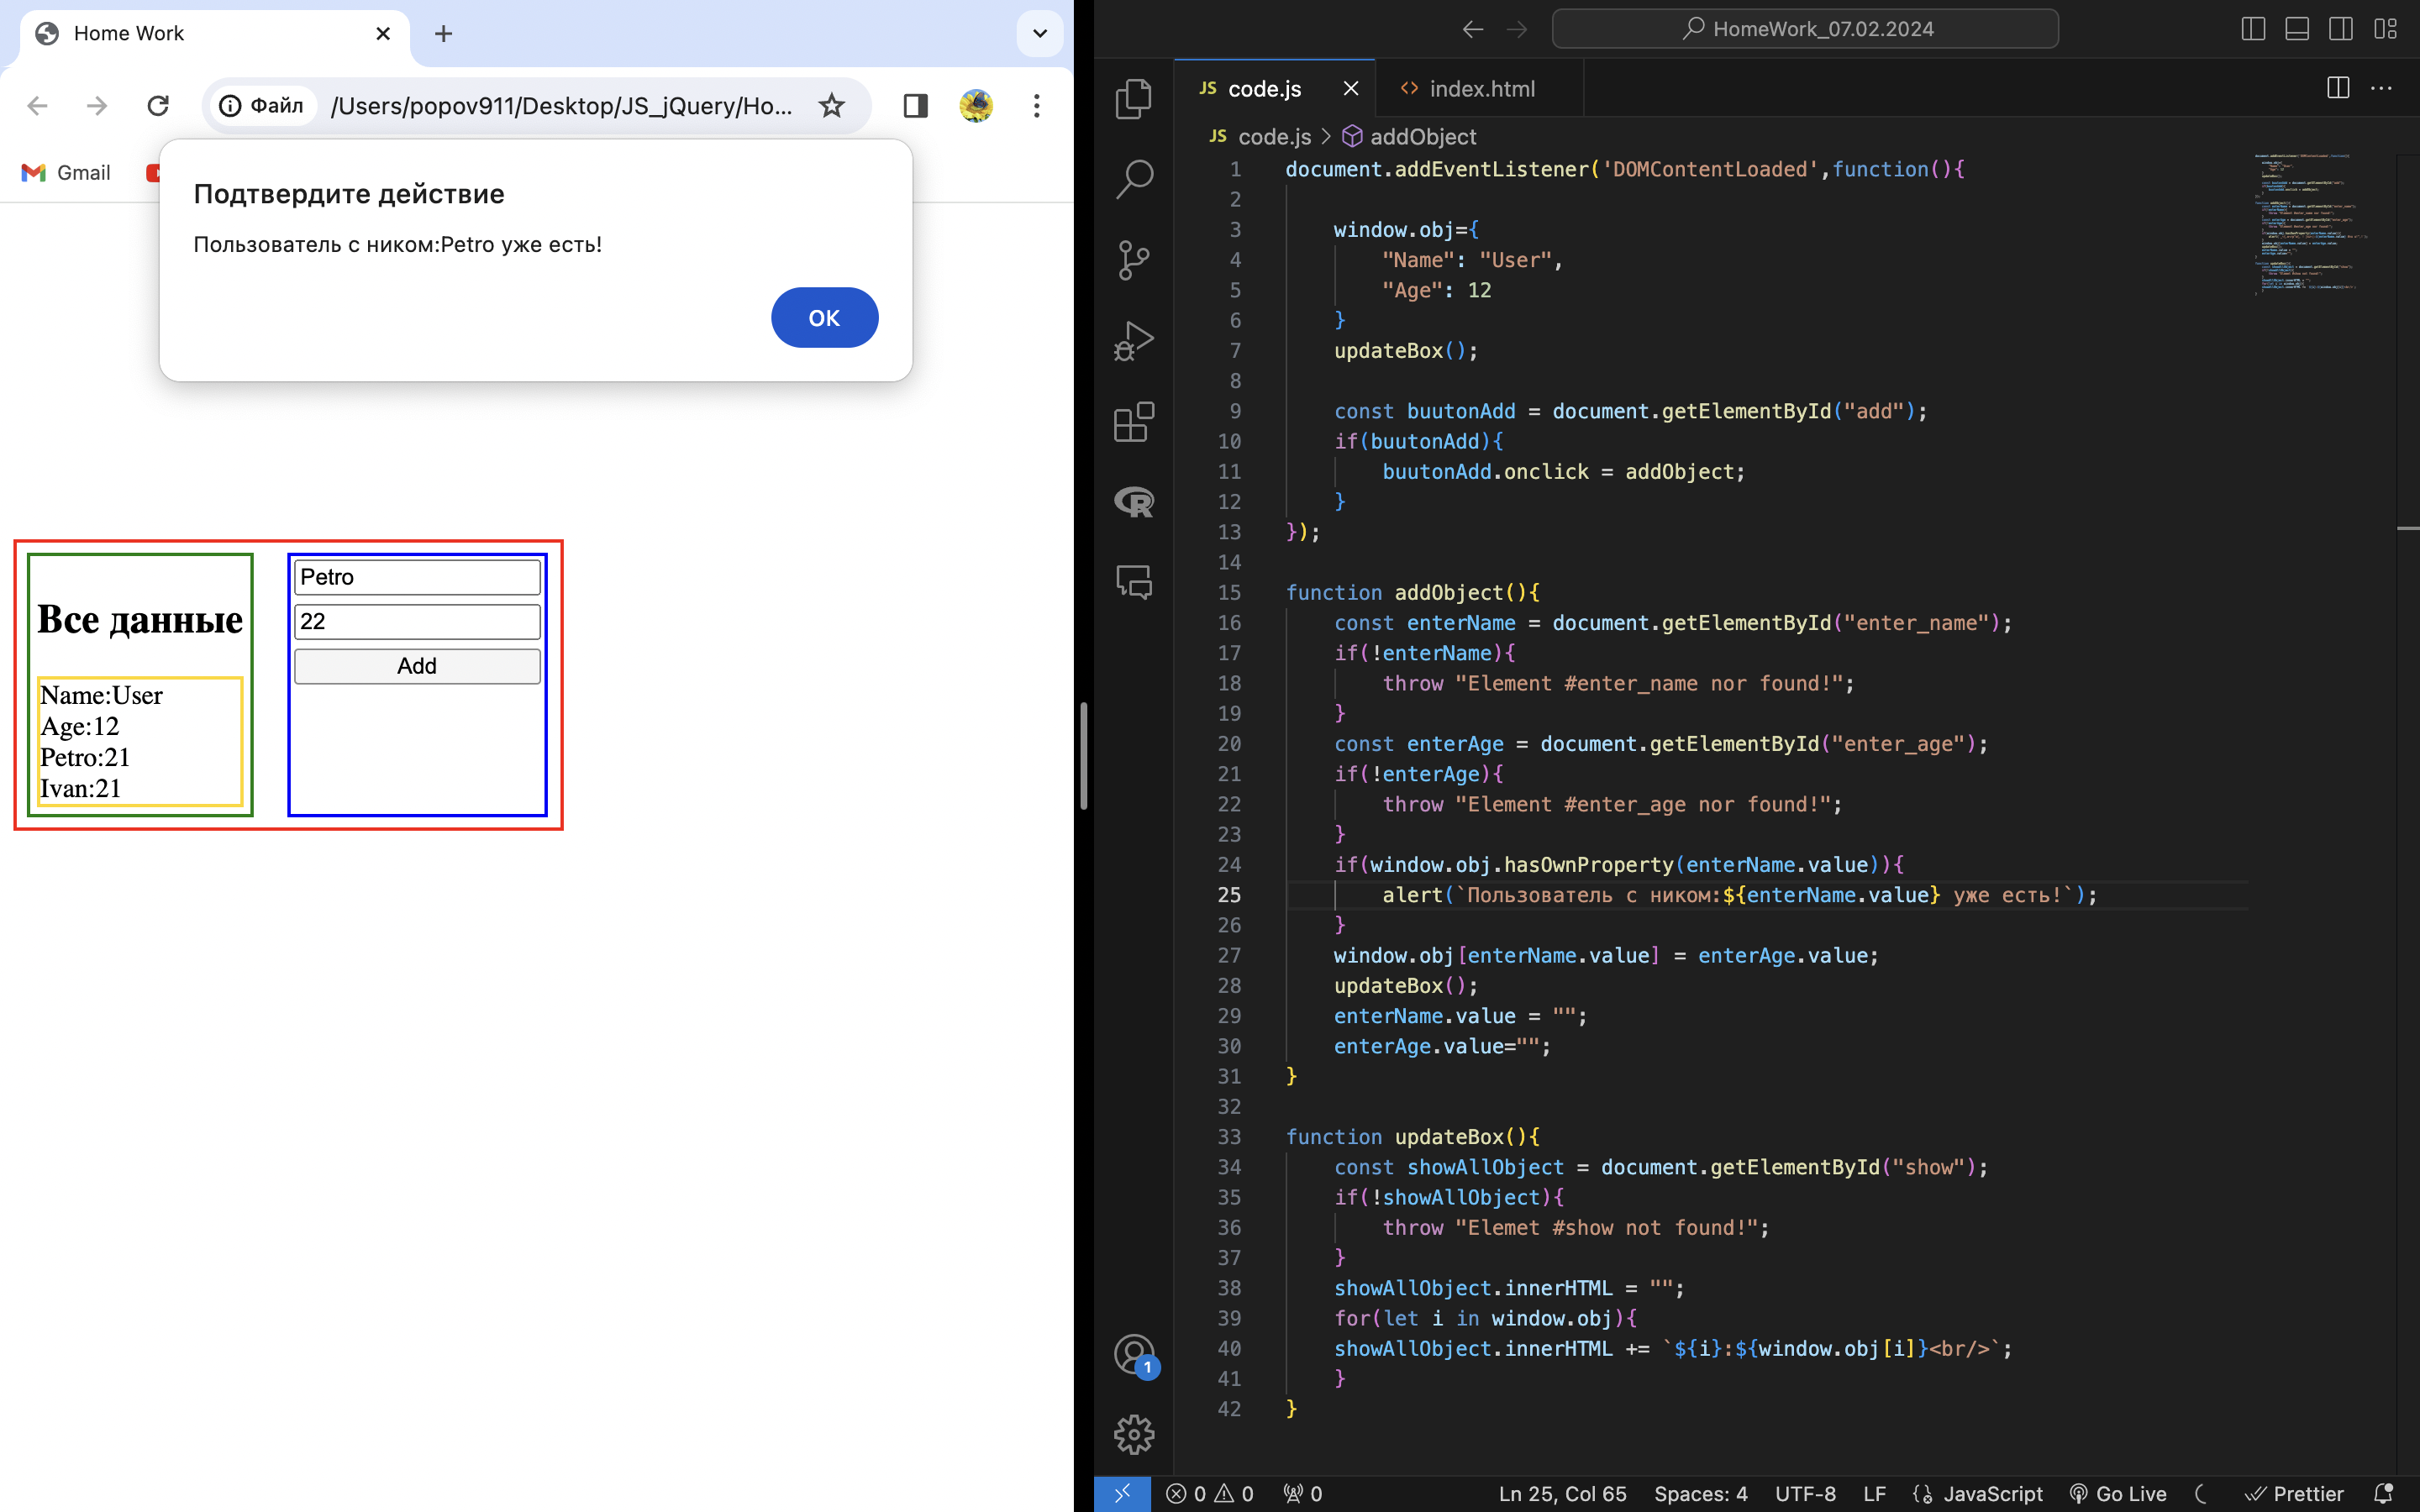 Home Work
Файл
/Users/popov911/Desktop/JS_jQuery/Ho...
Gmail
Подтвердите действие
Пользователь с ником:Petro уже есть!
OK
Все данные
Name:User
Age:12
Petro:21
Ivan:21
Petro
22
Add
HomeWork_07.02.2024
JS code.js
<> index.html
JS code.js > addObject
1 document.addEventListener('DOMContentLoaded',function(){
2
3 window.obj={
4 "Name": "User",
5 "Age": 12
6 }
7 updateBox();
8
9 const buutonAdd = document.getElementById("add");
10 if(buutonAdd){
11 buutonAdd.onclick = addObject;
12 }
13 });
14
15 function addObject(){
16 const enterName = document.getElementById("enter_name");
17 if(!enterName){
18 throw "Element #enter_name nor found!";
19 }
20 const enterAge = document.getElementById("enter_age");
21 if(!enterAge){
22 throw "Element #enter_age nor found!";
23 }
24 if(window.obj.hasOwnProperty(enterName.value)){
25 alert(`Пользователь с ником:${enterName.value} уже есть!`);
26 }
27 window.obj[enterName.value] = enterAge.value;
28 updateBox();
29 enterName.value = "";
30 enterAge.value="";
31 }
32
33 function updateBox(){
34 const showAllObject = document.getElementById("show");
35 if(!showAllObject){
36 throw "Elemet #show not found!";
37 }
38 showAllObject.innerHTML = "";
39 for(let i in window.obj){
40 showAllObject.innerHTML += `${i}:${window.obj[i]}<br/>`;
41 }
42 }
1
0 0 0 Ln 25, Col 65 Spaces: 4 UTF-8 LF JavaScript Go Live Prettier